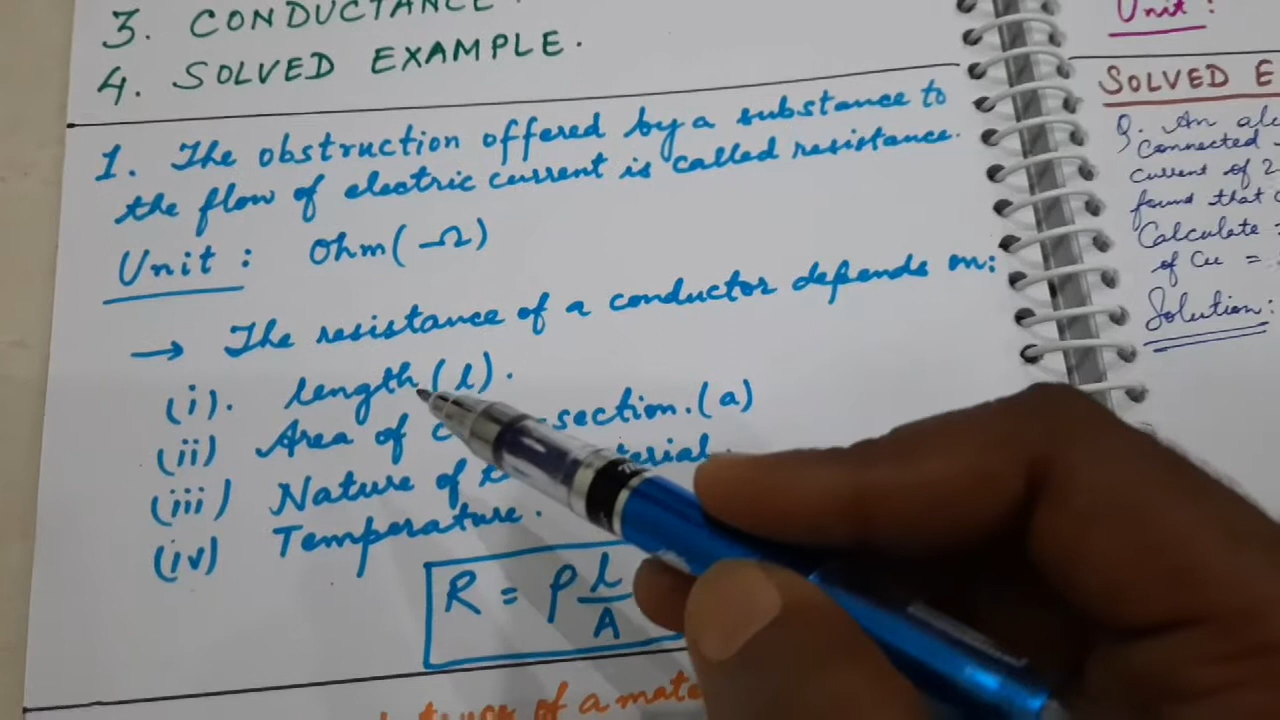 3. CONDUCTANCE.
4. SOLVED EXAMPLE.
1. The obstruction offered by a substance to
the flow of electric current is called resistance.
Unit: Ohm (Ω)
→ The resistance of a conductor depends on:
(i). length (l).
(ii) Area of section. (a)
(iii) Nature of
(iv) Temperature.
R = ρ l/A
of a
Unit:
SOLVED
Q. An
Connected
current of 2
found that
Calculate
of Cu =
Solution: